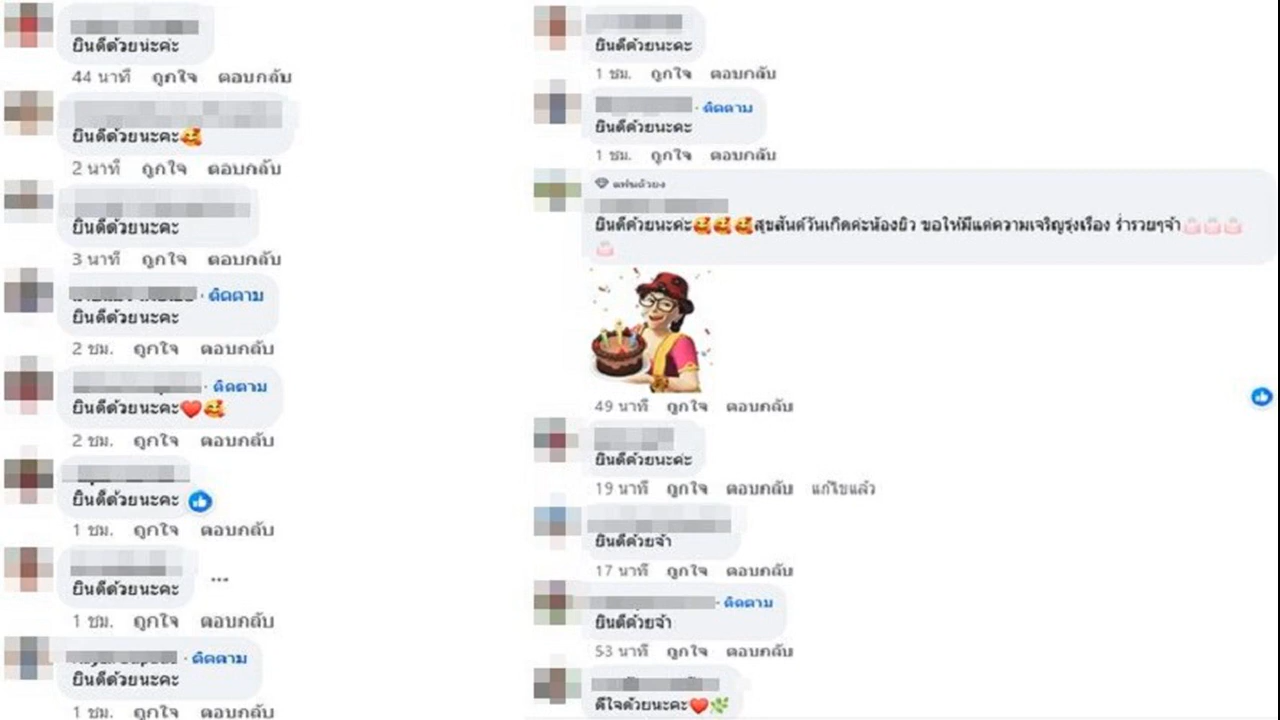 ยินดีด้วยน่ะค่ะ
44 นาที ถูกใจ ตอบกลับ
ยินดีด้วยนะคะ🥰
2 นาที ถูกใจ ตอบกลับ
ยินดีด้วยนะคะ
3 นาที ถูกใจ ตอบกลับ
· ติดตาม
ยินดีด้วยนะคะ
2 ชม. ถูกใจ ตอบกลับ
· ติดตาม
ยินดีด้วยนะคะ❤️🥰
2 ชม. ถูกใจ ตอบกลับ
ยินดีด้วยนะคะ
1 ชม. ถูกใจ ตอบกลับ
ยินดีด้วยนะคะ
1 ชม. ถูกใจ ตอบกลับ
· ติดตาม
ยินดีด้วยนะคะ
1 ชม. ถูกใจ ตอบกลับ
ยินดีด้วยนะคะ
1 ชม. ถูกใจ ตอบกลับ
· ติดตาม
ยินดีด้วยนะคะ
1 ชม. ถูกใจ ตอบกลับ
แฟนตัวยง
ยินดีด้วยนะค่ะ🥰🥰🥰สุขสันต์วันเกิดค่ะน้องยิว ขอให้มีแต่ความเจริญรุ่งเรือง ร่ำรวยๆจ้า🎂🎂🎂
🎂
49 นาที ถูกใจ ตอบกลับ
ยินดีด้วยนะค่ะ
19 นาที ถูกใจ ตอบกลับ แก้ไขแล้ว
ยินดีด้วยจ้า
17 นาที ถูกใจ ตอบกลับ
· ติดตาม
ยินดีด้วยจ้า
53 นาที ถูกใจ ตอบกลับ
ดีใจด้วยนะคะ❤️🌿